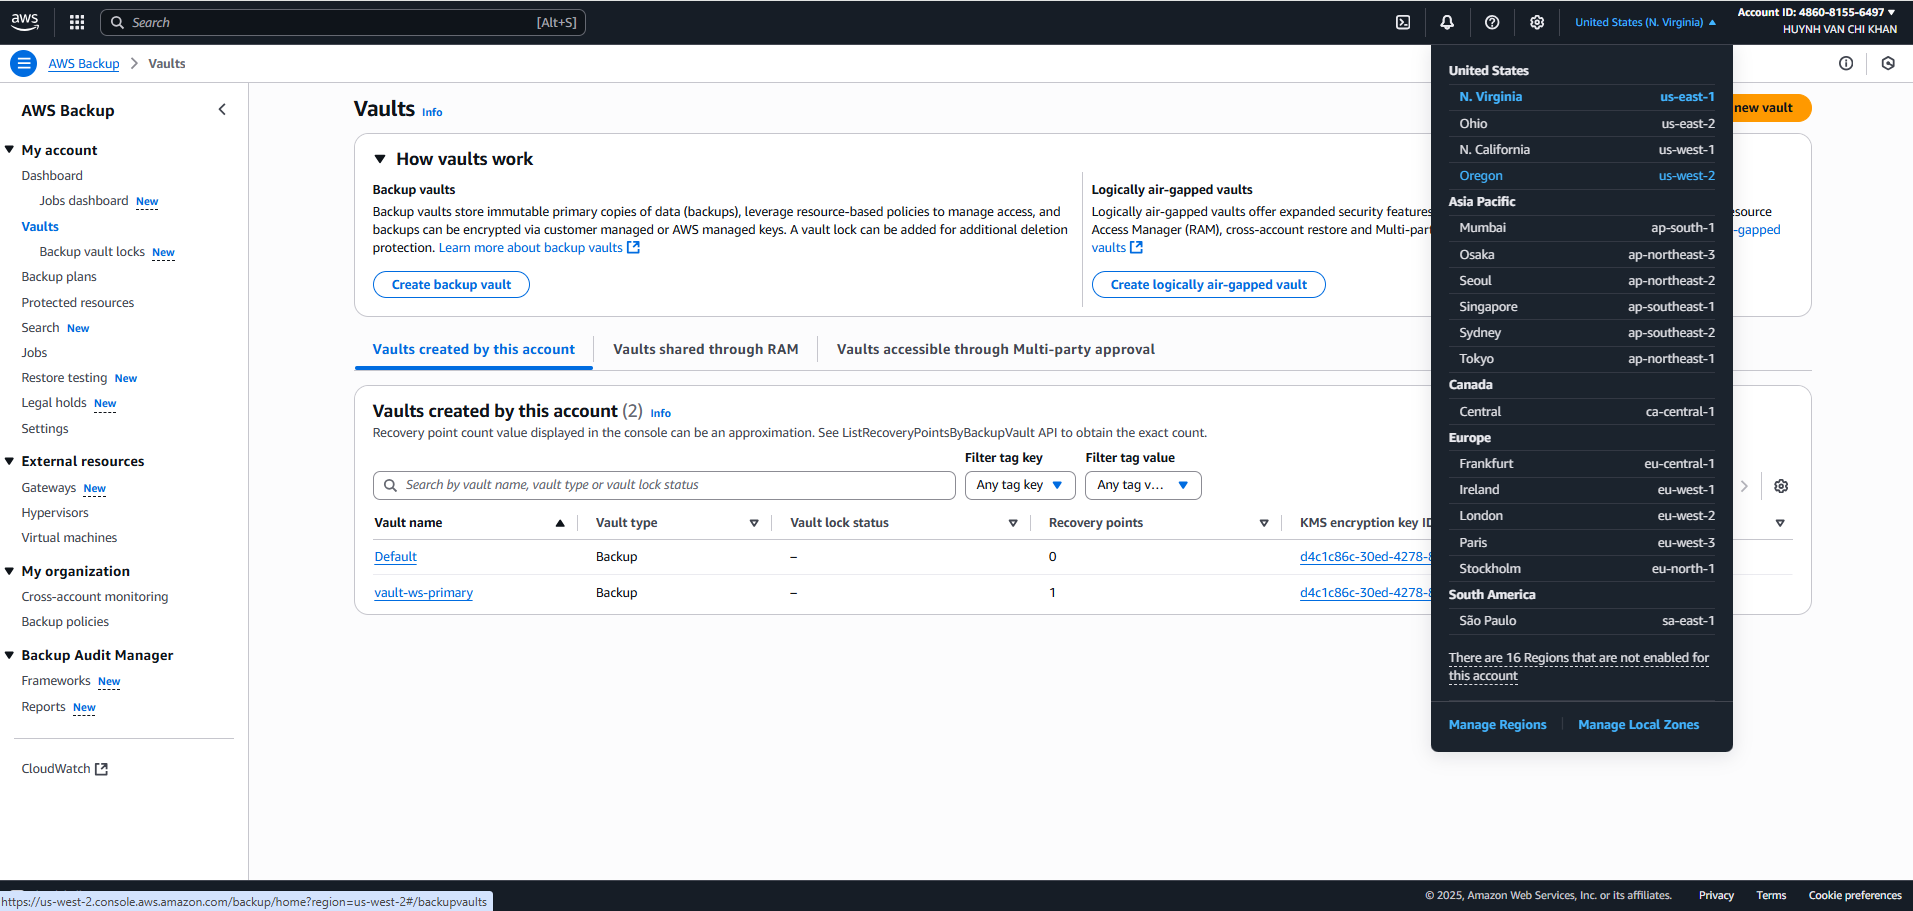 aws
Search
[Alt+S]
United States (N. Virginia)
Account ID: 4860-8155-6497
HUYNH VAN CHI KHAN
AWS Backup
Vaults
AWS Backup
My account
Dashboard
Jobs dashboard New
Vaults
Backup vault locks New
Backup plans
Protected resources
Search New
Jobs
Restore testing New
Legal holds New
Settings
External resources
Gateways New
Hypervisors
Virtual machines
My organization
Cross-account monitoring
Backup policies
Backup Audit Manager
Frameworks New
Reports New
CloudWatch
Vaults Info
new vault
How vaults work
Backup vaults
Backup vaults store immutable primary copies of data (backups), leverage resource-based policies to manage access, and
backups can be encrypted via customer managed or AWS managed keys. A vault lock can be added for additional deletion
protection. Learn more about backup vaults
Create backup vault
Logically air-gapped vaults
Logically air-gapped vaults offer expanded security features
esource
Access Manager (RAM), cross-account restore and Multi-part
-gapped
vaults
Create logically air-gapped vault
Vaults created by this account
Vaults shared through RAM
Vaults accessible through Multi-party approval
Vaults created by this account (2) Info
Recovery point count value displayed in the console can be an approximation. See ListRecoveryPointsByBackupVault API to obtain the exact count.
Filter tag key
Filter tag value
Search by vault name, vault type or vault lock status
Any tag key
Any tag v...
Vault name
Vault type
Vault lock status
Recovery points
KMS encryption key ID
Default
Backup
–
0
d4c1c86c-30ed-4278-8
vault-ws-primary
Backup
–
1
d4c1c86c-30ed-4278-8
United States
N. Virginia us-east-1
Ohio us-east-2
N. California us-west-1
Oregon us-west-2
Asia Pacific
Mumbai ap-south-1
Osaka ap-northeast-3
Seoul ap-northeast-2
Singapore ap-southeast-1
Sydney ap-southeast-2
Tokyo ap-northeast-1
Canada
Central ca-central-1
Europe
Frankfurt eu-central-1
Ireland eu-west-1
London eu-west-2
Paris eu-west-3
Stockholm eu-north-1
South America
São Paulo sa-east-1
There are 16 Regions that are not enabled for
this account
Manage Regions
Manage Local Zones
https://us-west-2.console.aws.amazon.com/backup/home?region=us-west-2#/backupvaults
© 2025, Amazon Web Services, Inc. or its affiliates.
Privacy
Terms
Cookie preferences